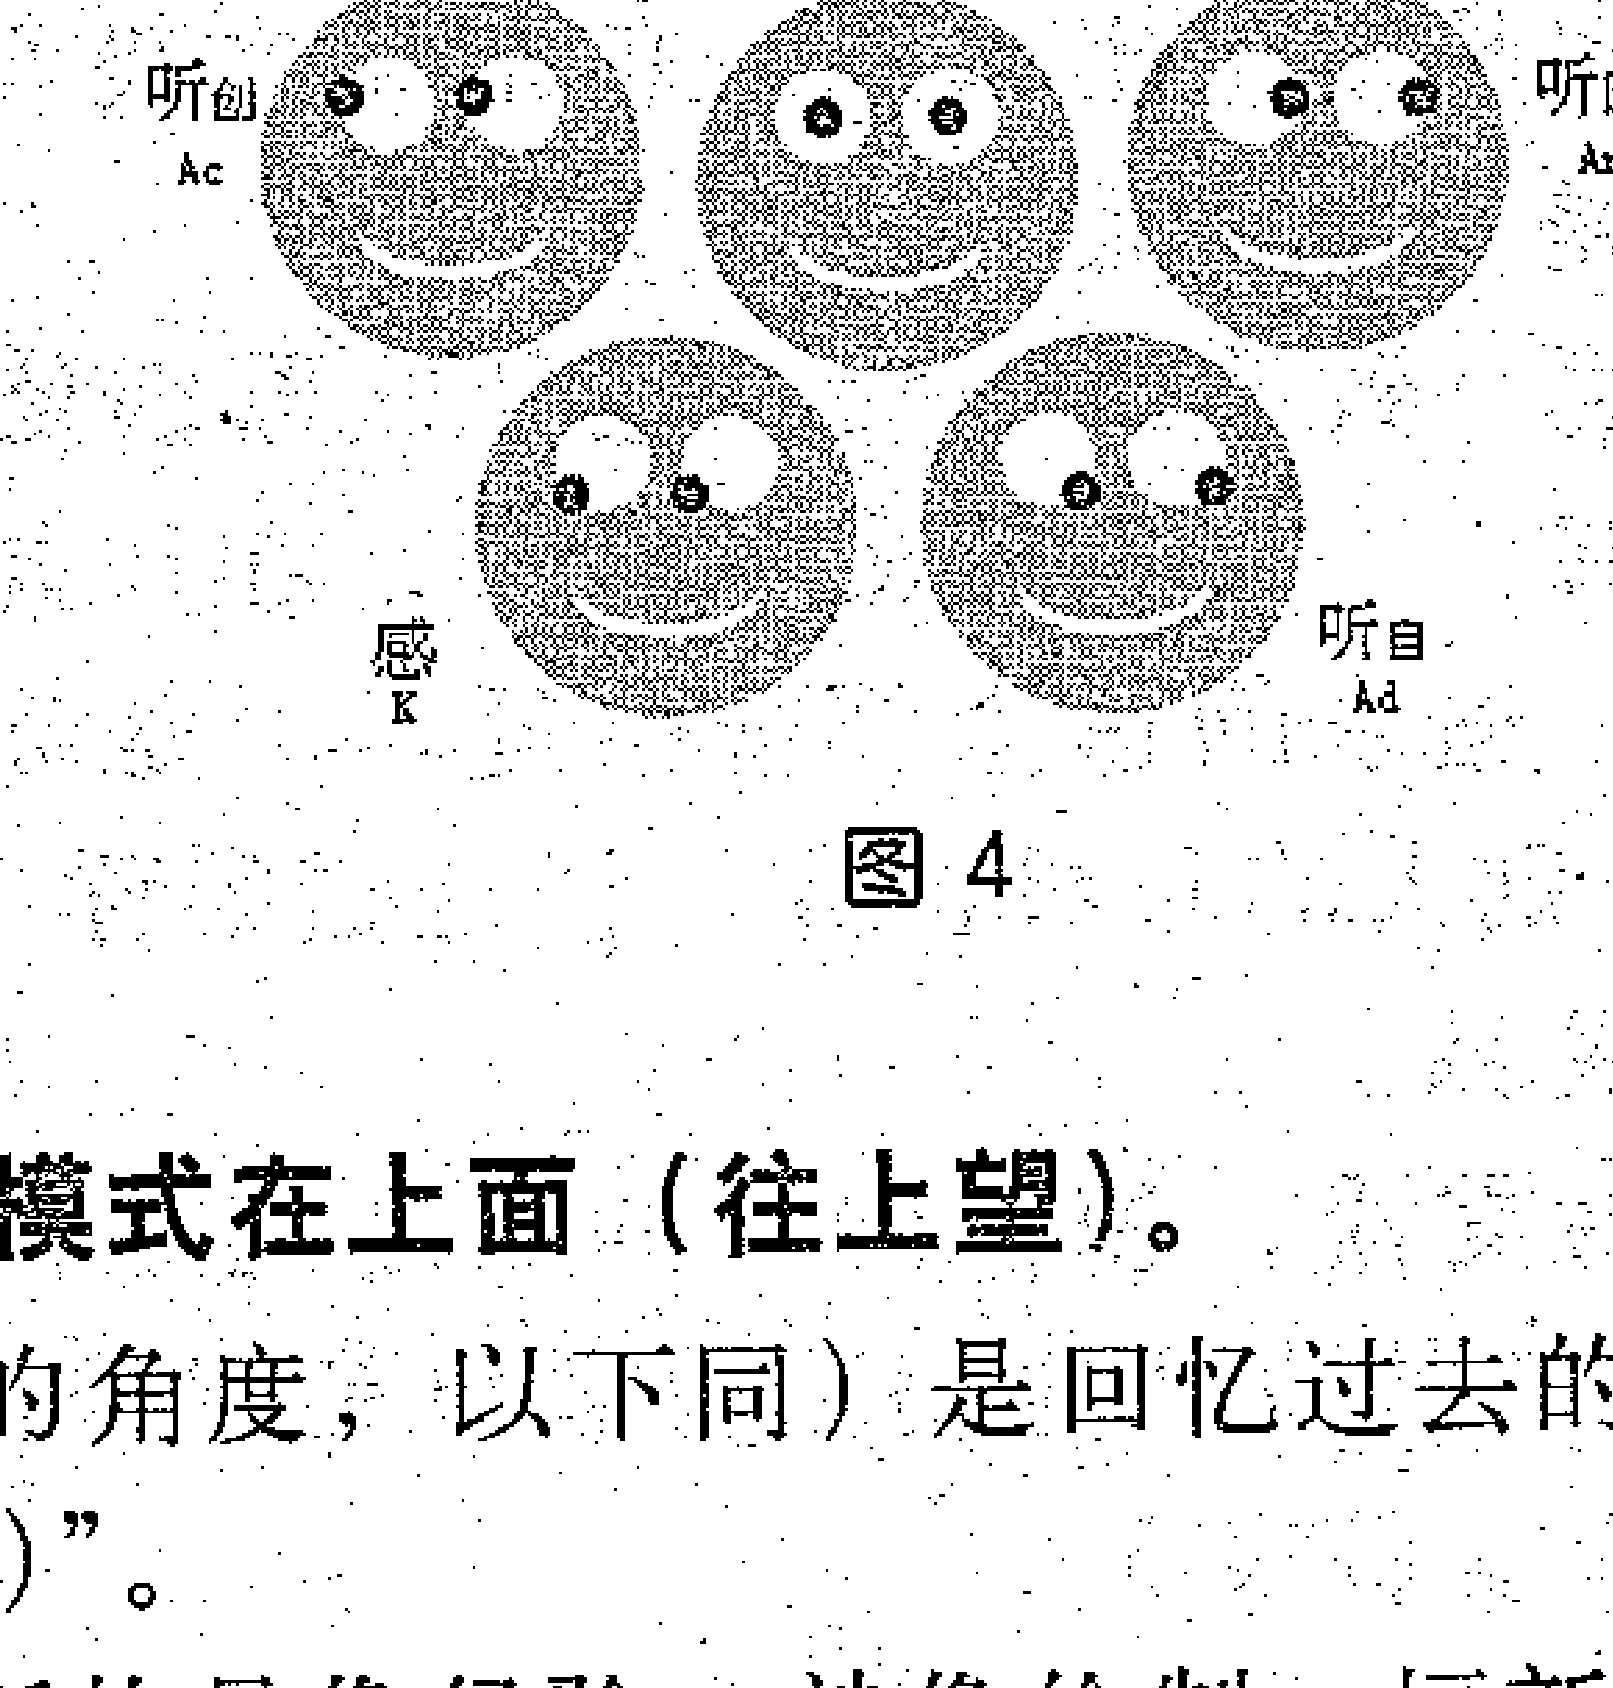 听创
听
Ac
感
K
听自
Ad
图 4
模式在上面（往上望）。
的角度，以下同）是回忆过去的
）”。